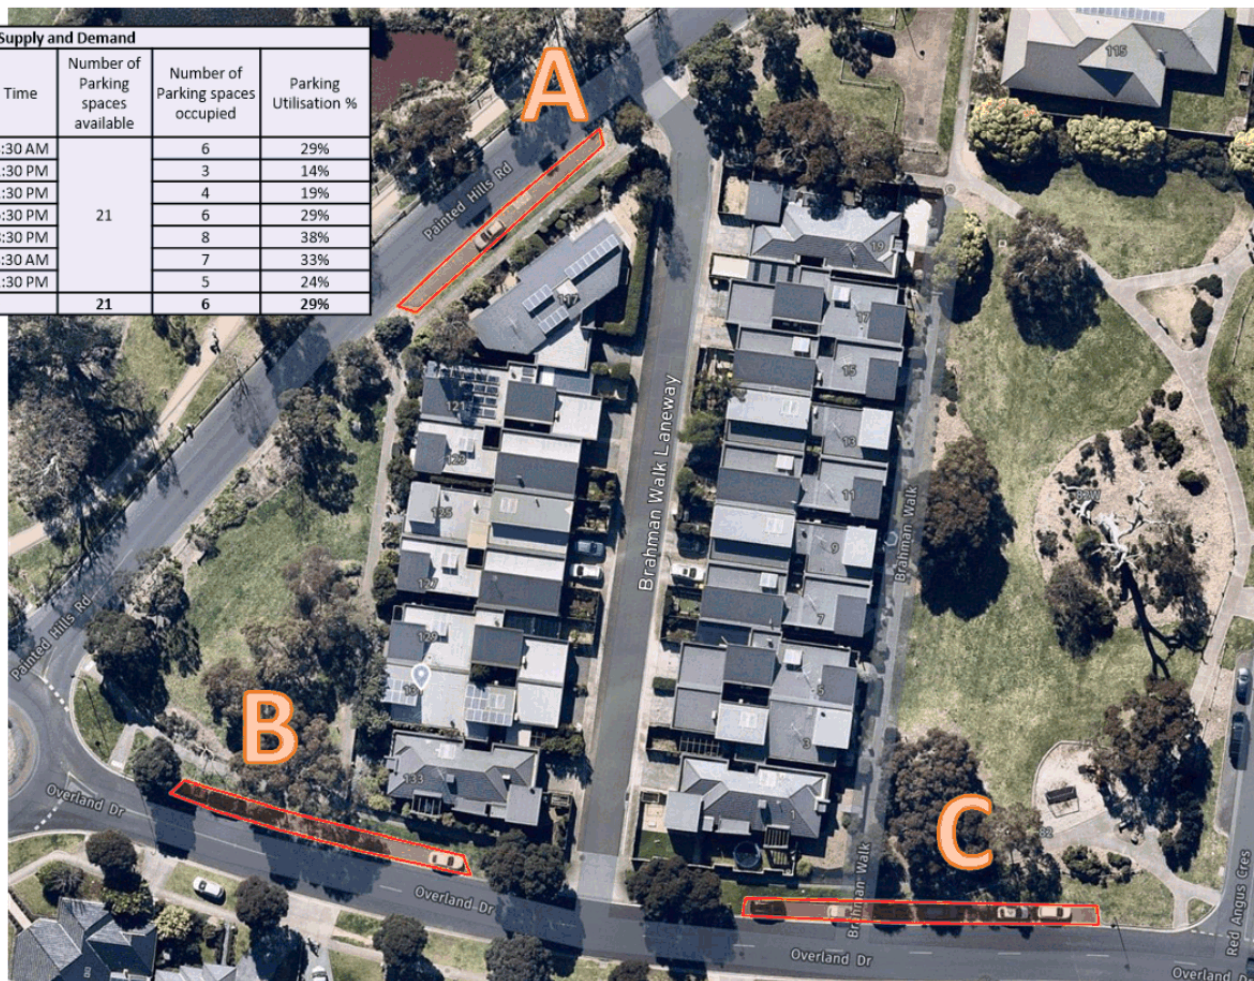 Supply and Demand
Time
Number of
Parking
spaces
available
Number of
Parking spaces
occupied
Parking
Utilisation %
:30 AM 6 29%
:30 PM 3 14%
:30 PM 4 19%
:30 PM 21 6 29%
:30 PM 8 38%
:30 AM 7 33%
:30 PM 5 24%
21 6 29%
A
115
Painted Hills Rd
19
117
17
15
121
13
123
Brahman Walk Laneway
11
125
Brahman Walk
9
127
7
Painted Hills Rd
129
5
3
B
133
Overland Dr
1
C
82
Overland Dr
Brahman Walk
Red Angus Cres
Overland Dr
Overland D